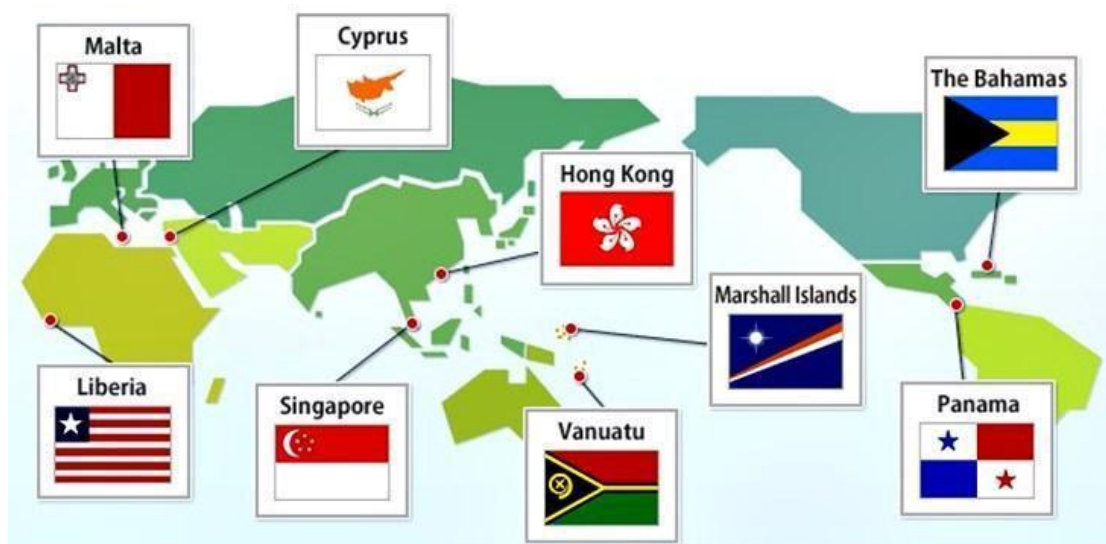 Malta
Cyprus
The Bahamas
Hong Kong
Marshall Islands
Liberia
Singapore
Vanuatu
Panama